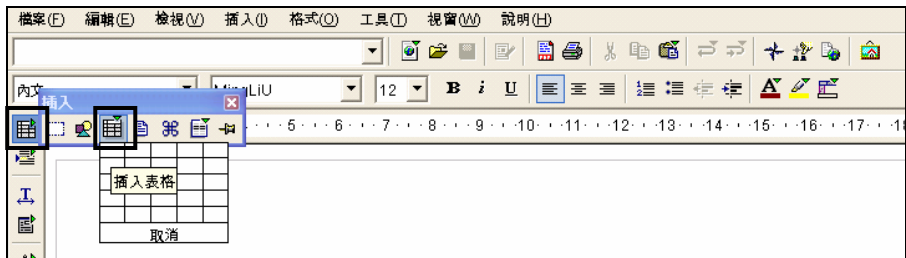 檔案(F) 編輯(E) 檢視(V) 插入(I) 格式(O) 工具(T) 視窗(W) 說明(H)
內文 MingLiU 12 B i U A
插入
5 6 7 8 9 10 11 12 13 14 15 16 17
插入表格
取消